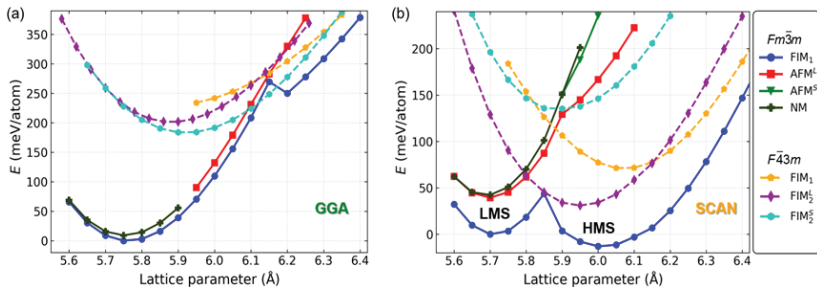 (a)
E (meV/atom)
350
300
250
200
150
100
50
0
GGA
5.6 5.7 5.8 5.9 6.0 6.1 6.2 6.3 6.4
Lattice parameter (Å)
(b)
E (meV/atom)
200
150
100
50
0
LMS
HMS
SCAN
5.6 5.7 5.8 5.9 6.0 6.1 6.2 6.3 6.4
Lattice parameter (Å)
Fm3̄m
FIM₁
AFMᴸ
AFMˢ
NM
F4̄3m
FIM₁
FIM₂ᴸ
FIM₂ˢ